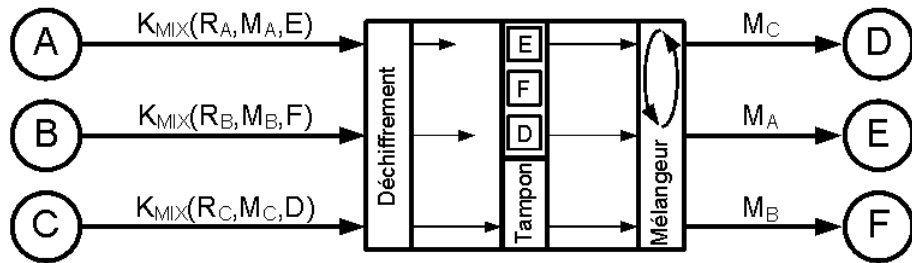 A K_MIX(R_A,M_A,E) E M_C D
B K_MIX(R_B,M_B,F) Déchiffrement F D Tampon Mélangeur M_A E
C K_MIX(R_C,M_C,D) M_B F